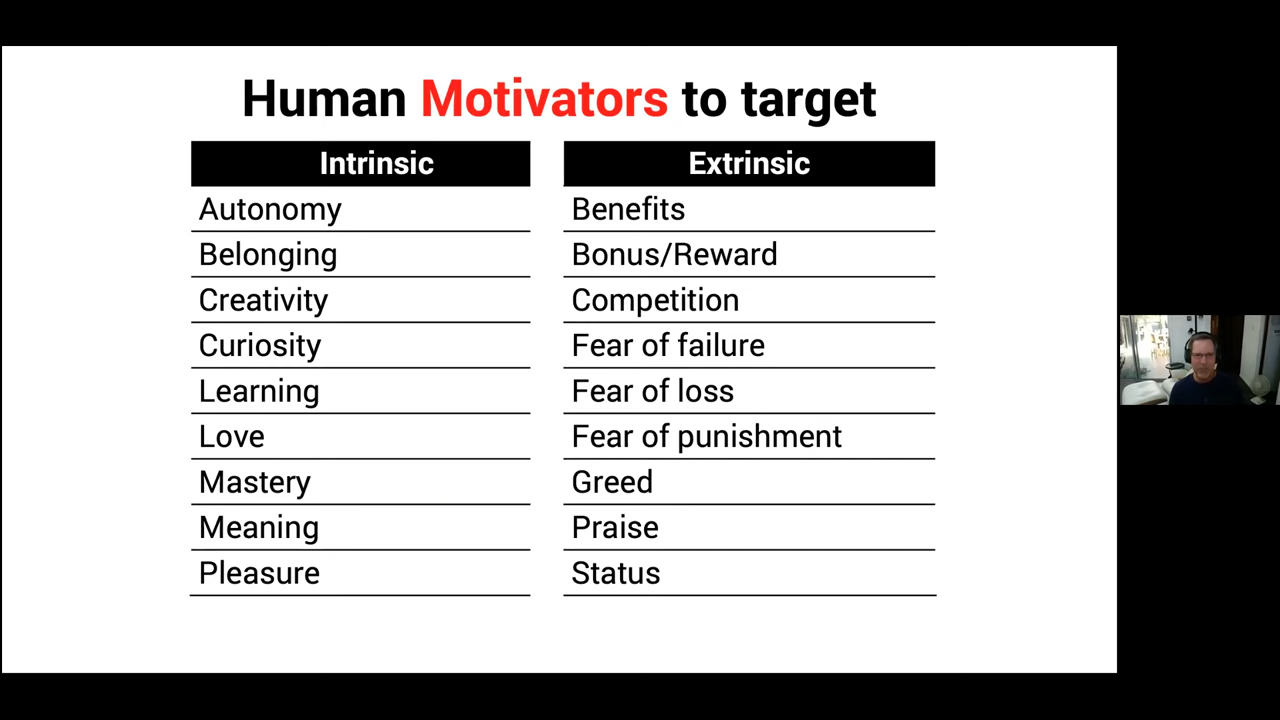 Human Motivators to target
Intrinsic
Autonomy
Belonging
Creativity
Curiosity
Learning
Love
Mastery
Meaning
Pleasure
Extrinsic
Benefits
Bonus/Reward
Competition
Fear of failure
Fear of loss
Fear of punishment
Greed
Praise
Status